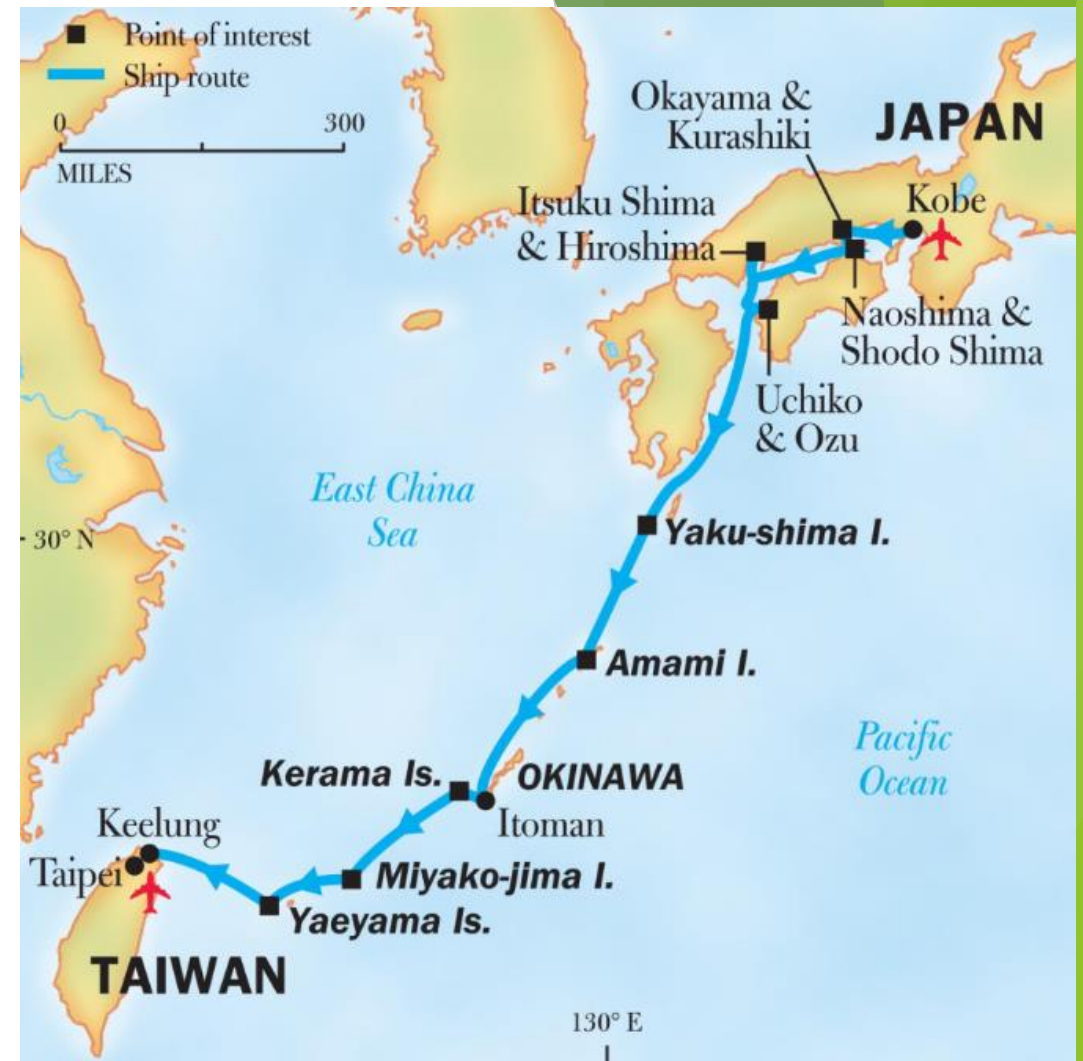 Point of interest
Ship route
0 300
MILES
Okayama &
Kurashiki
JAPAN
Itsuku Shima
& Hiroshima
Kobe
Naoshima &
Shodo Shima
Uchiko
& Ozu
East China
Sea
30° N
Yaku-shima I.
Amami I.
Pacific
Ocean
Kerama Is.
OKINAWA
Itoman
Keelung
Taipei
Miyako-jima I.
Yaeyama Is.
TAIWAN
130° E